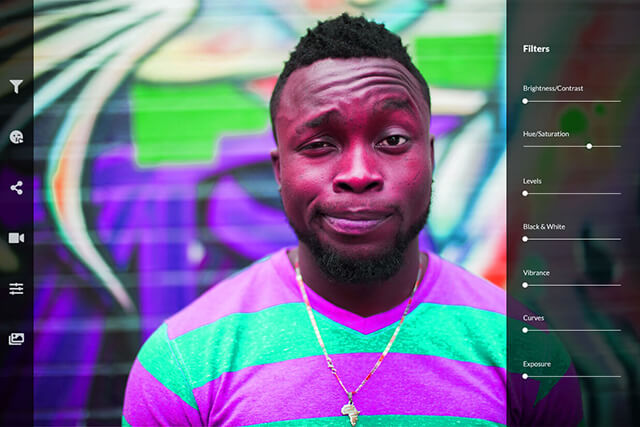 Filters
Brightness/Contrast
Hue/Saturation
Levels
Black & White
Vibrance
Curves
Exposure